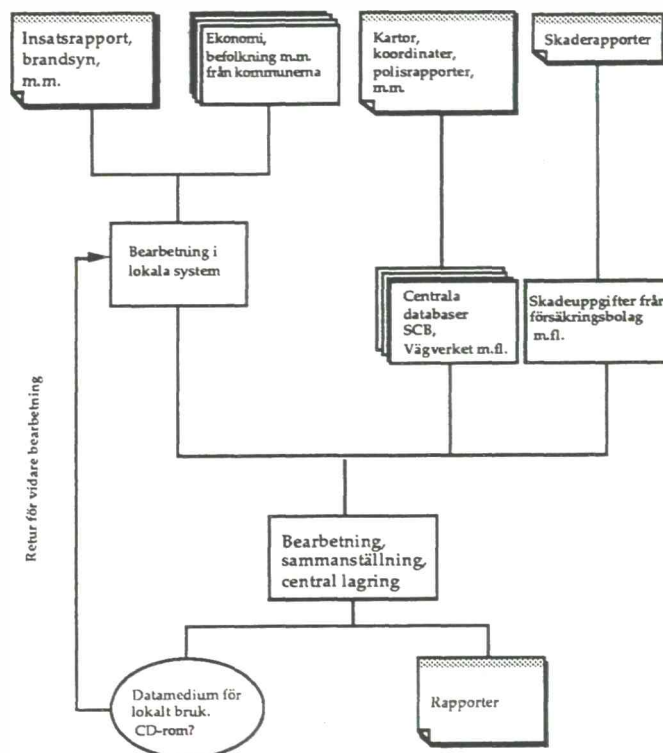 Insatsrapport,
brandsyn,
m.m.
Ekonomi,
befolkning m.m.
från kommunerna
Kartor,
koordinater,
polisrapporter,
m.m.
Skaderapporter
Bearbetning i
lokala system
Centrala
databaser
SCB,
Vägverket m.fl.
Skadeuppgifter från
försäkringsbolag
m.fl.
Retur för vidare bearbetning
Bearbetning,
sammanställning,
central lagring
Datamedium för
lokalt bruk.
CD-rom?
Rapporter